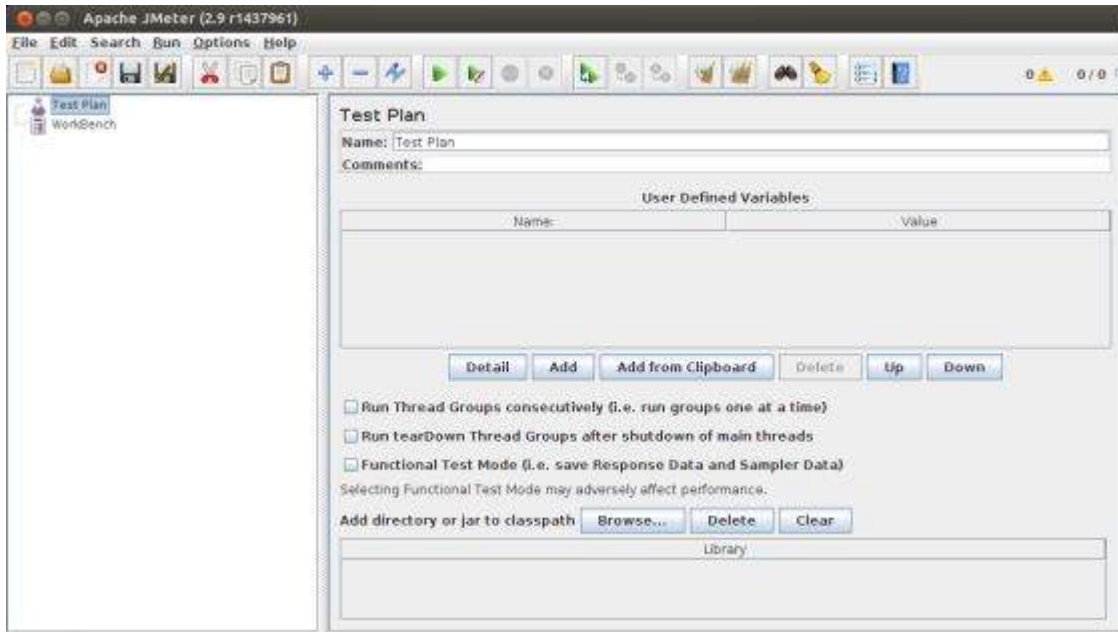 Apache JMeter (2.9 r1437961)
File Edit Search Run Options Help
0 0 / 0
Test Plan
WorkBench
Test Plan
Name: Test Plan
Comments:
User Defined Variables
Name: Value
Detail Add Add from Clipboard Delete Up Down
Run Thread Groups consecutively (i.e. run groups one at a time)
Run tearDown Thread Groups after shutdown of main threads
Functional Test Mode (i.e. save Response Data and Sampler Data)
Selecting Functional Test Mode may adversely affect performance.
Add directory or jar to classpath Browse... Delete Clear
Library